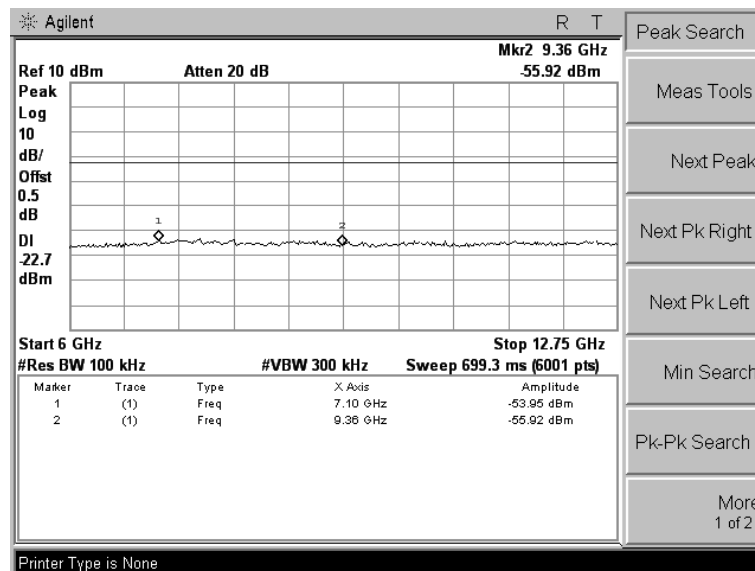 Agilent R T
Mkr2 9.36 GHz
Ref 10 dBm Atten 20 dB -55.92 dBm
Peak
Log
10
dB/
Offst
0.5
dB
DI
-22.7
dBm
1
2
Start 6 GHz Stop 12.75 GHz
#Res BW 100 kHz #VBW 300 kHz Sweep 699.3 ms (6001 pts)
Marker Trace Type X Axis Amplitude
1 (1) Freq 7.10 GHz -53.95 dBm
2 (1) Freq 9.36 GHz -55.92 dBm
Printer Type is None
Peak Search
Meas Tools
Next Peak
Next Pk Right
Next Pk Left
Min Search
Pk-Pk Search
More
1 of 2